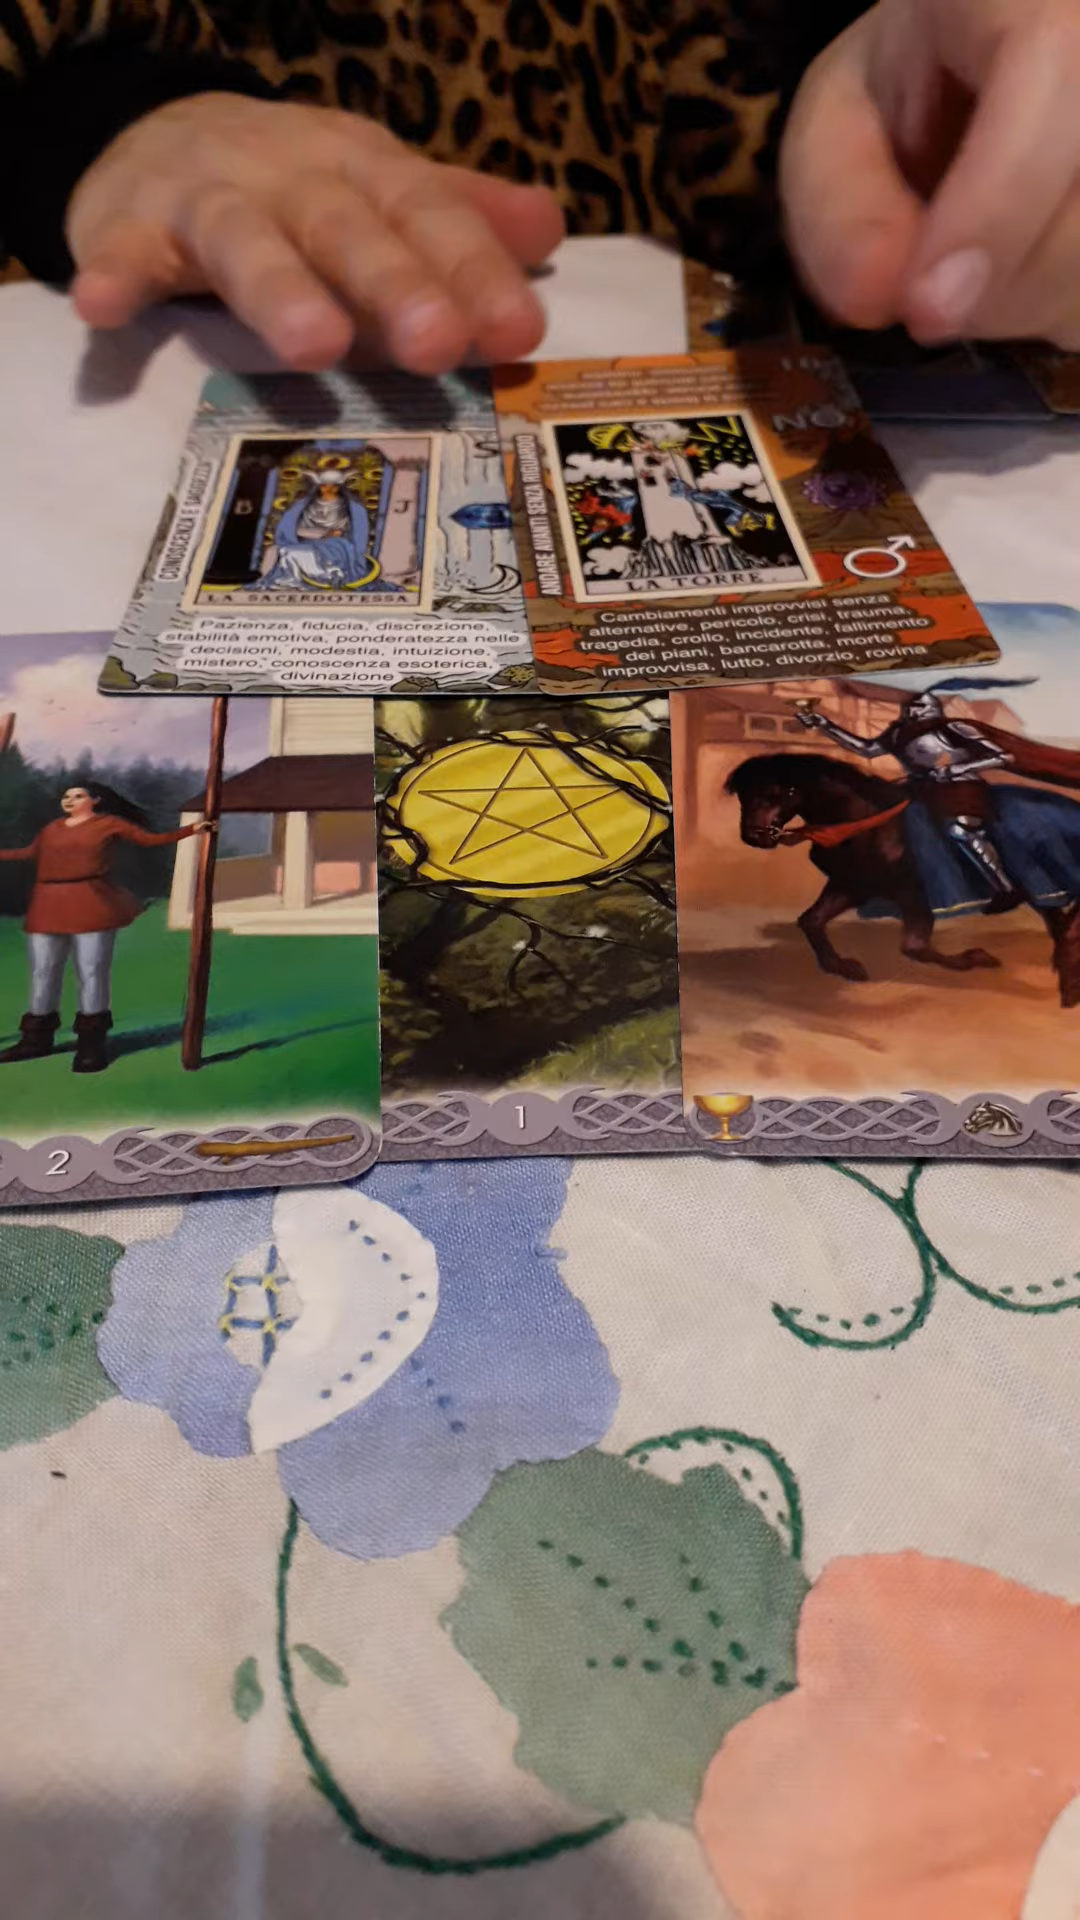 CONOSCENZA E SAGGEZZA
B
J
LA SACERDOTESSA
Pazienza, fiducia, discrezione,
stabilità emotiva, ponderatezza nelle
decisioni, modestia, intuizione,
mistero, conoscenza esoterica,
divinazione
NO
ANDARE AVANTI SENZA RIGUARDO
LA TORRE
Cambiamenti improvvisi senza
alternative, pericolo, crisi, trauma,
tragedia, crollo, incidente, fallimento
dei piani, bancarotta, morte
improvvisa, lutto, divorzio, rovina
2
1